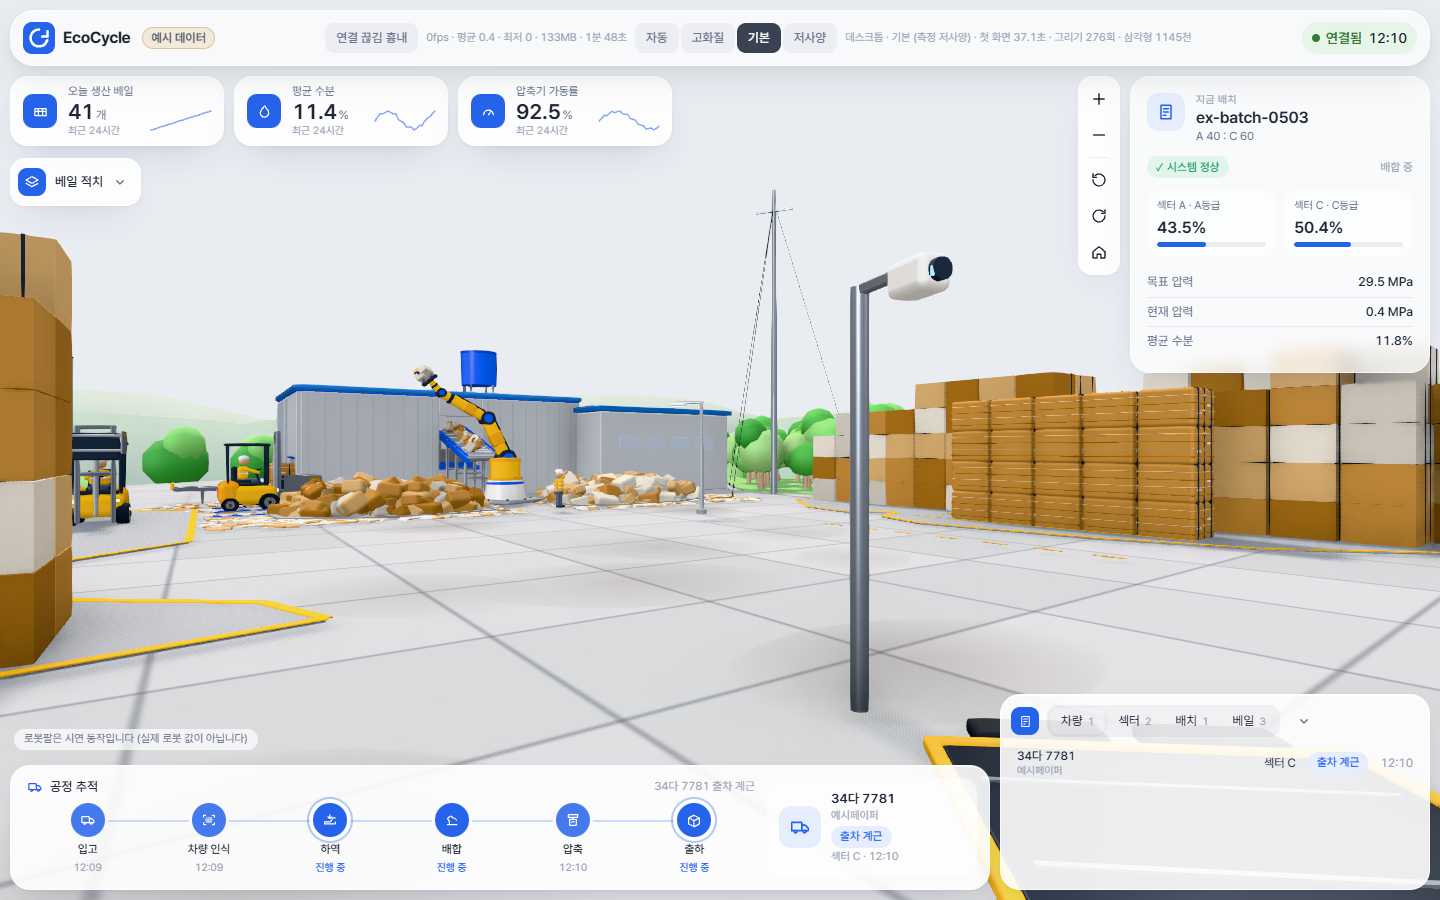 EcoCycle
예시 데이터
연결 끊김 흉내
0fps · 평균 0.4 · 최저 0 · 133MB · 1분 48초
자동
고화질
기본
저사양
데스크톱 · 기본 (측정 저사양) · 첫 화면 37.1초 · 그리기 276회 · 삼각형 1145천
연결됨 12:10
오늘 생산 베일
41 개
최근 24시간
평균 수분
11.4 %
최근 24시간
압축기 가동률
92.5 %
최근 24시간
베일 적치
지금 배치
ex-batch-0503
A 40 : C 60
✓ 시스템 정상
배합 중
섹터 A · A등급
43.5%
섹터 C · C등급
50.4%
목표 압력 29.5 MPa
현재 압력 0.4 MPa
평균 수분 11.8%
로봇팔은 시연 동작입니다 (실제 로봇 값이 아닙니다)
공정 추적
34다 7781 출차 계근
입고
12:09
차량 인식
12:09
하역
진행 중
배합
진행 중
압축
12:10
출하
진행 중
34다 7781
예시페이퍼
출차 계근
섹터 C · 12:10
차량 1
섹터 2
배치 1
베일 3
34다 7781
예시페이퍼
섹터 C
출차 계근
12:10